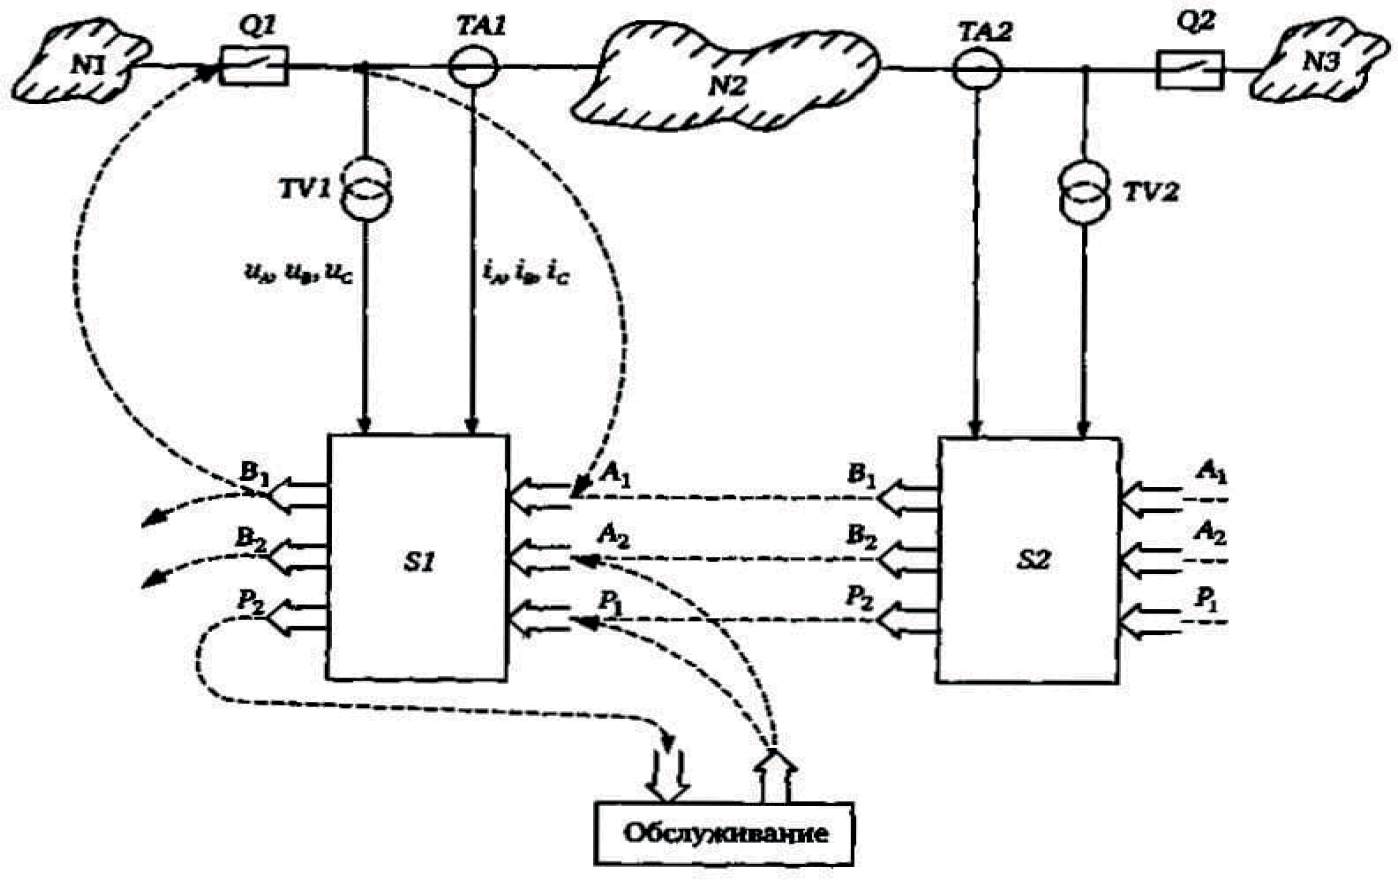 Q1 TA1 TA2 Q2
N1 N2 N3
TV1 TV2
u_A, u_B, u_C i_A, i_B, i_C
B₁ A₁ B₁ A₁
B₂ A₂ B₂ A₂
S1 S2
P₂ P₁ P₂ P₁
Обслуживание